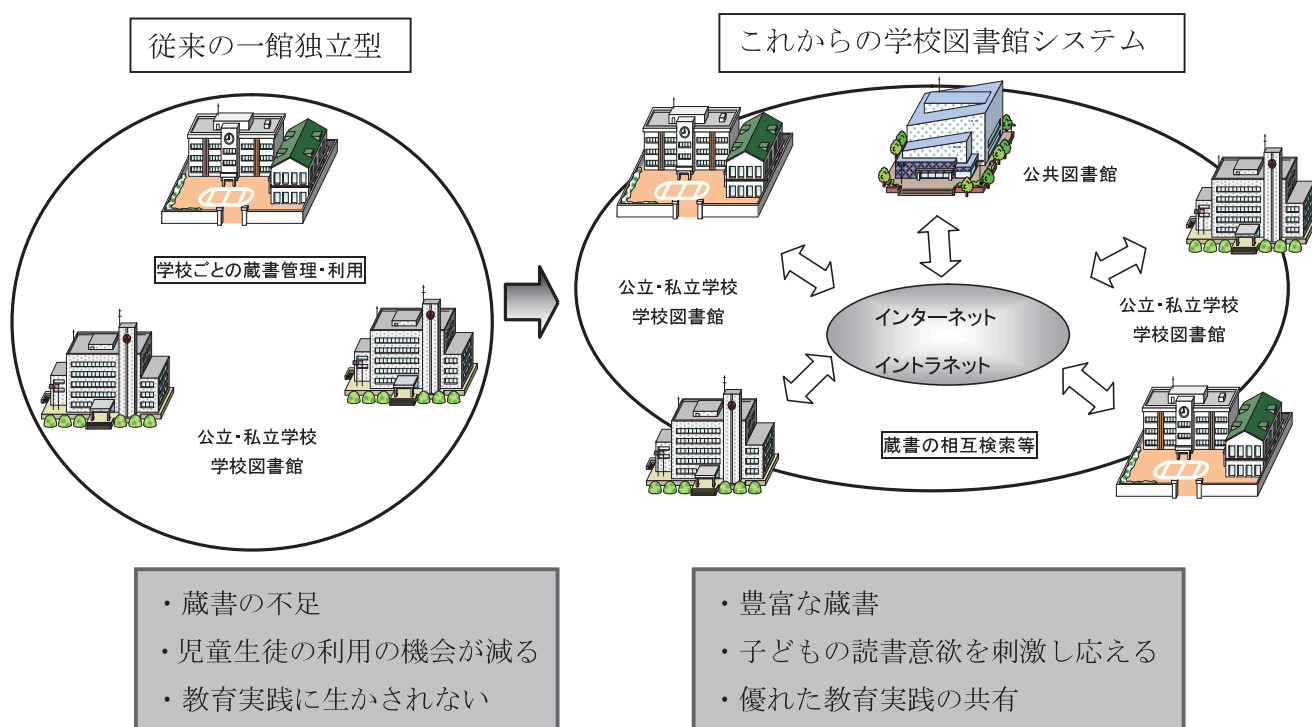 従来の一館独立型
学校ごとの蔵書管理・利用
公立・私立学校
学校図書館
・蔵書の不足
・児童生徒の利用の機会が減る
・教育実践に生かされない
これからの学校図書館システム
公共図書館
公立・私立学校
学校図書館
インターネット
イントラネット
公立・私立学校
学校図書館
蔵書の相互検索等
・豊富な蔵書
・子どもの読書意欲を刺激し応える
・優れた教育実践の共有